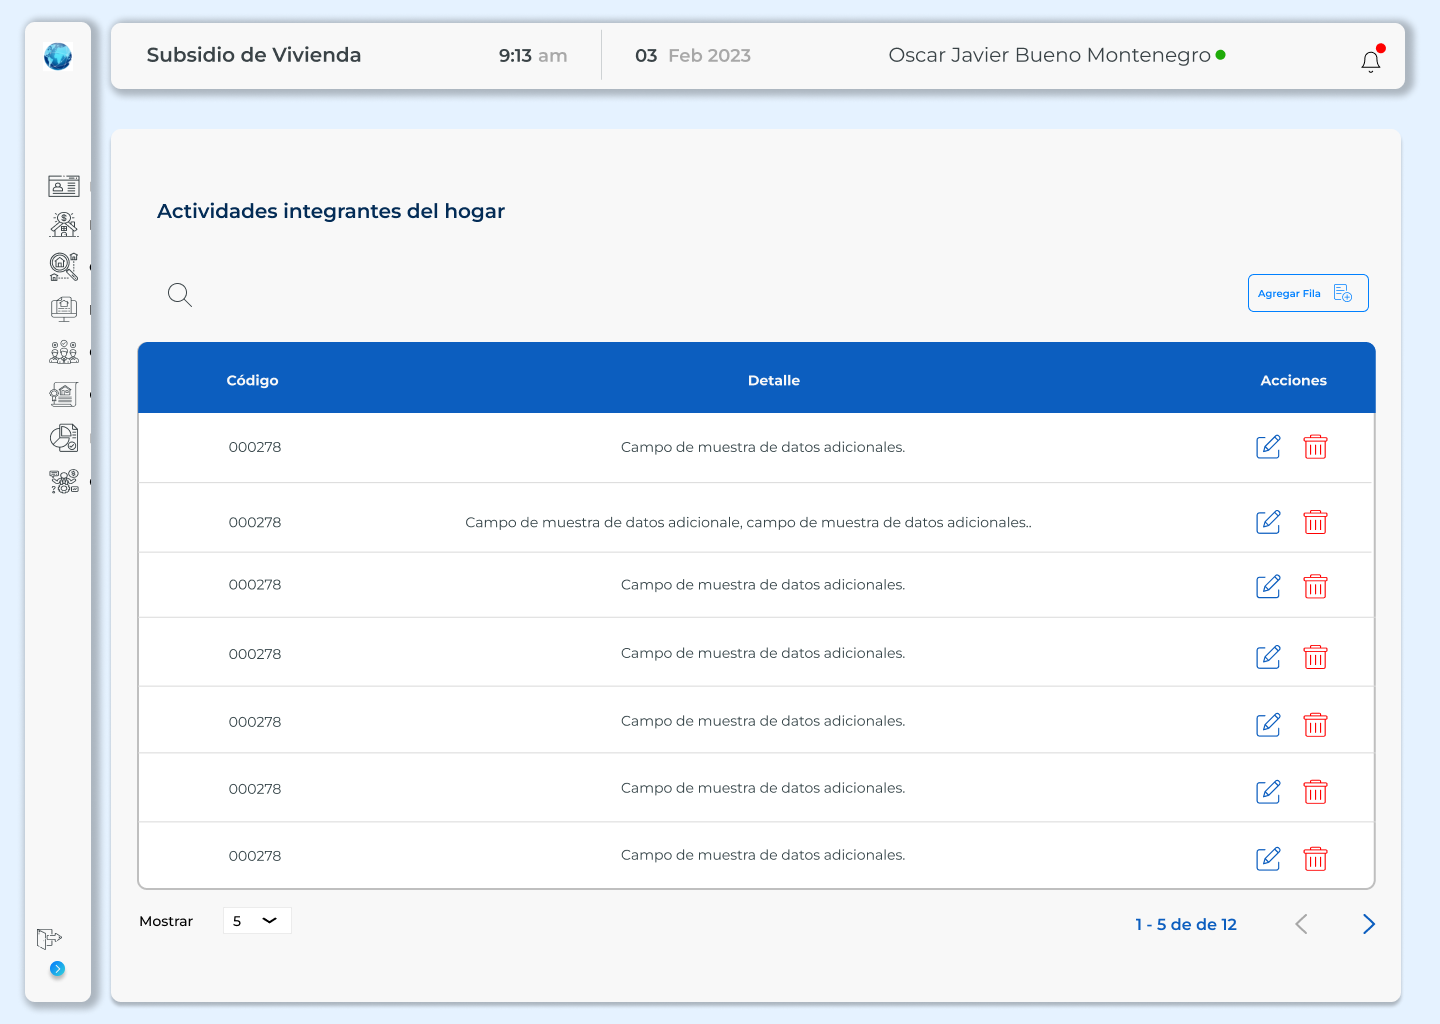 Subsidio de Vivienda
9:13 am
03 Feb 2023
Oscar Javier Bueno Montenegro
Actividades integrantes del hogar
Agregar Fila
Código Detalle Acciones
000278 Campo de muestra de datos adicionales.
000278 Campo de muestra de datos adicionale, campo de muestra de datos adicionales..
000278 Campo de muestra de datos adicionales.
000278 Campo de muestra de datos adicionales.
000278 Campo de muestra de datos adicionales.
000278 Campo de muestra de datos adicionales.
000278 Campo de muestra de datos adicionales.
Mostrar 5
1 - 5 de de 12